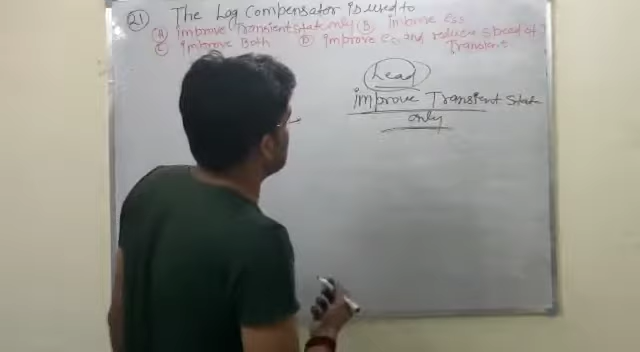 (21) The Lag Compensator is used to
(A) improve Transient state only (B) improve ess
(C) improve Both (D) improve ess and reduce speed of Transient
Lead
improve Transient state
only